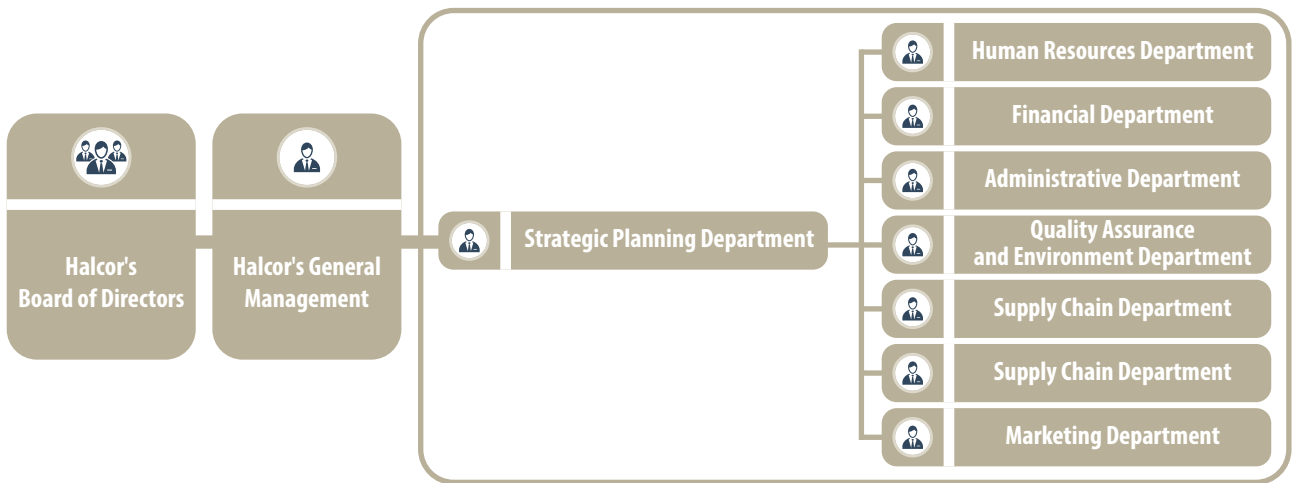 Halcor's
Board of Directors
Halcor's General
Management
Strategic Planning Department
Human Resources Department
Financial Department
Administrative Department
Quality Assurance
and Environment Department
Supply Chain Department
Supply Chain Department
Marketing Department